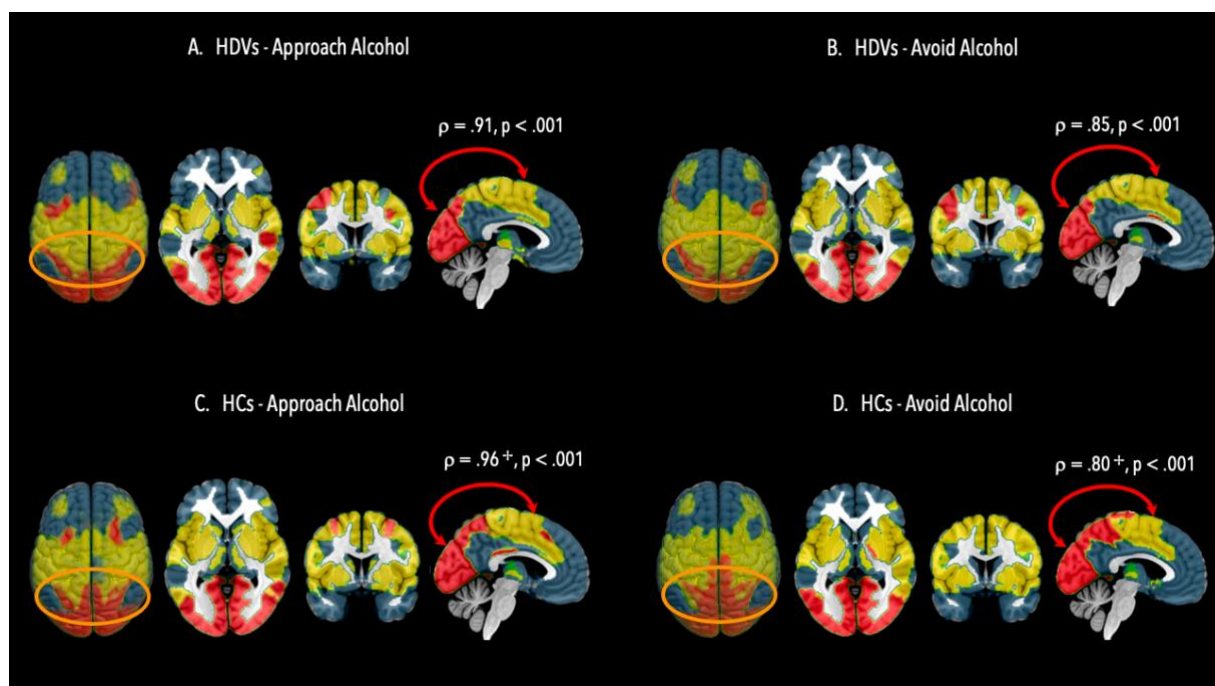 A. HDVs - Approach Alcohol
B. HDVs - Avoid Alcohol
ρ = .91, p < .001
ρ = .85, p < .001
C. HCs - Approach Alcohol
D. HCs - Avoid Alcohol
ρ = .96 +, p < .001
ρ = .80 +, p < .001